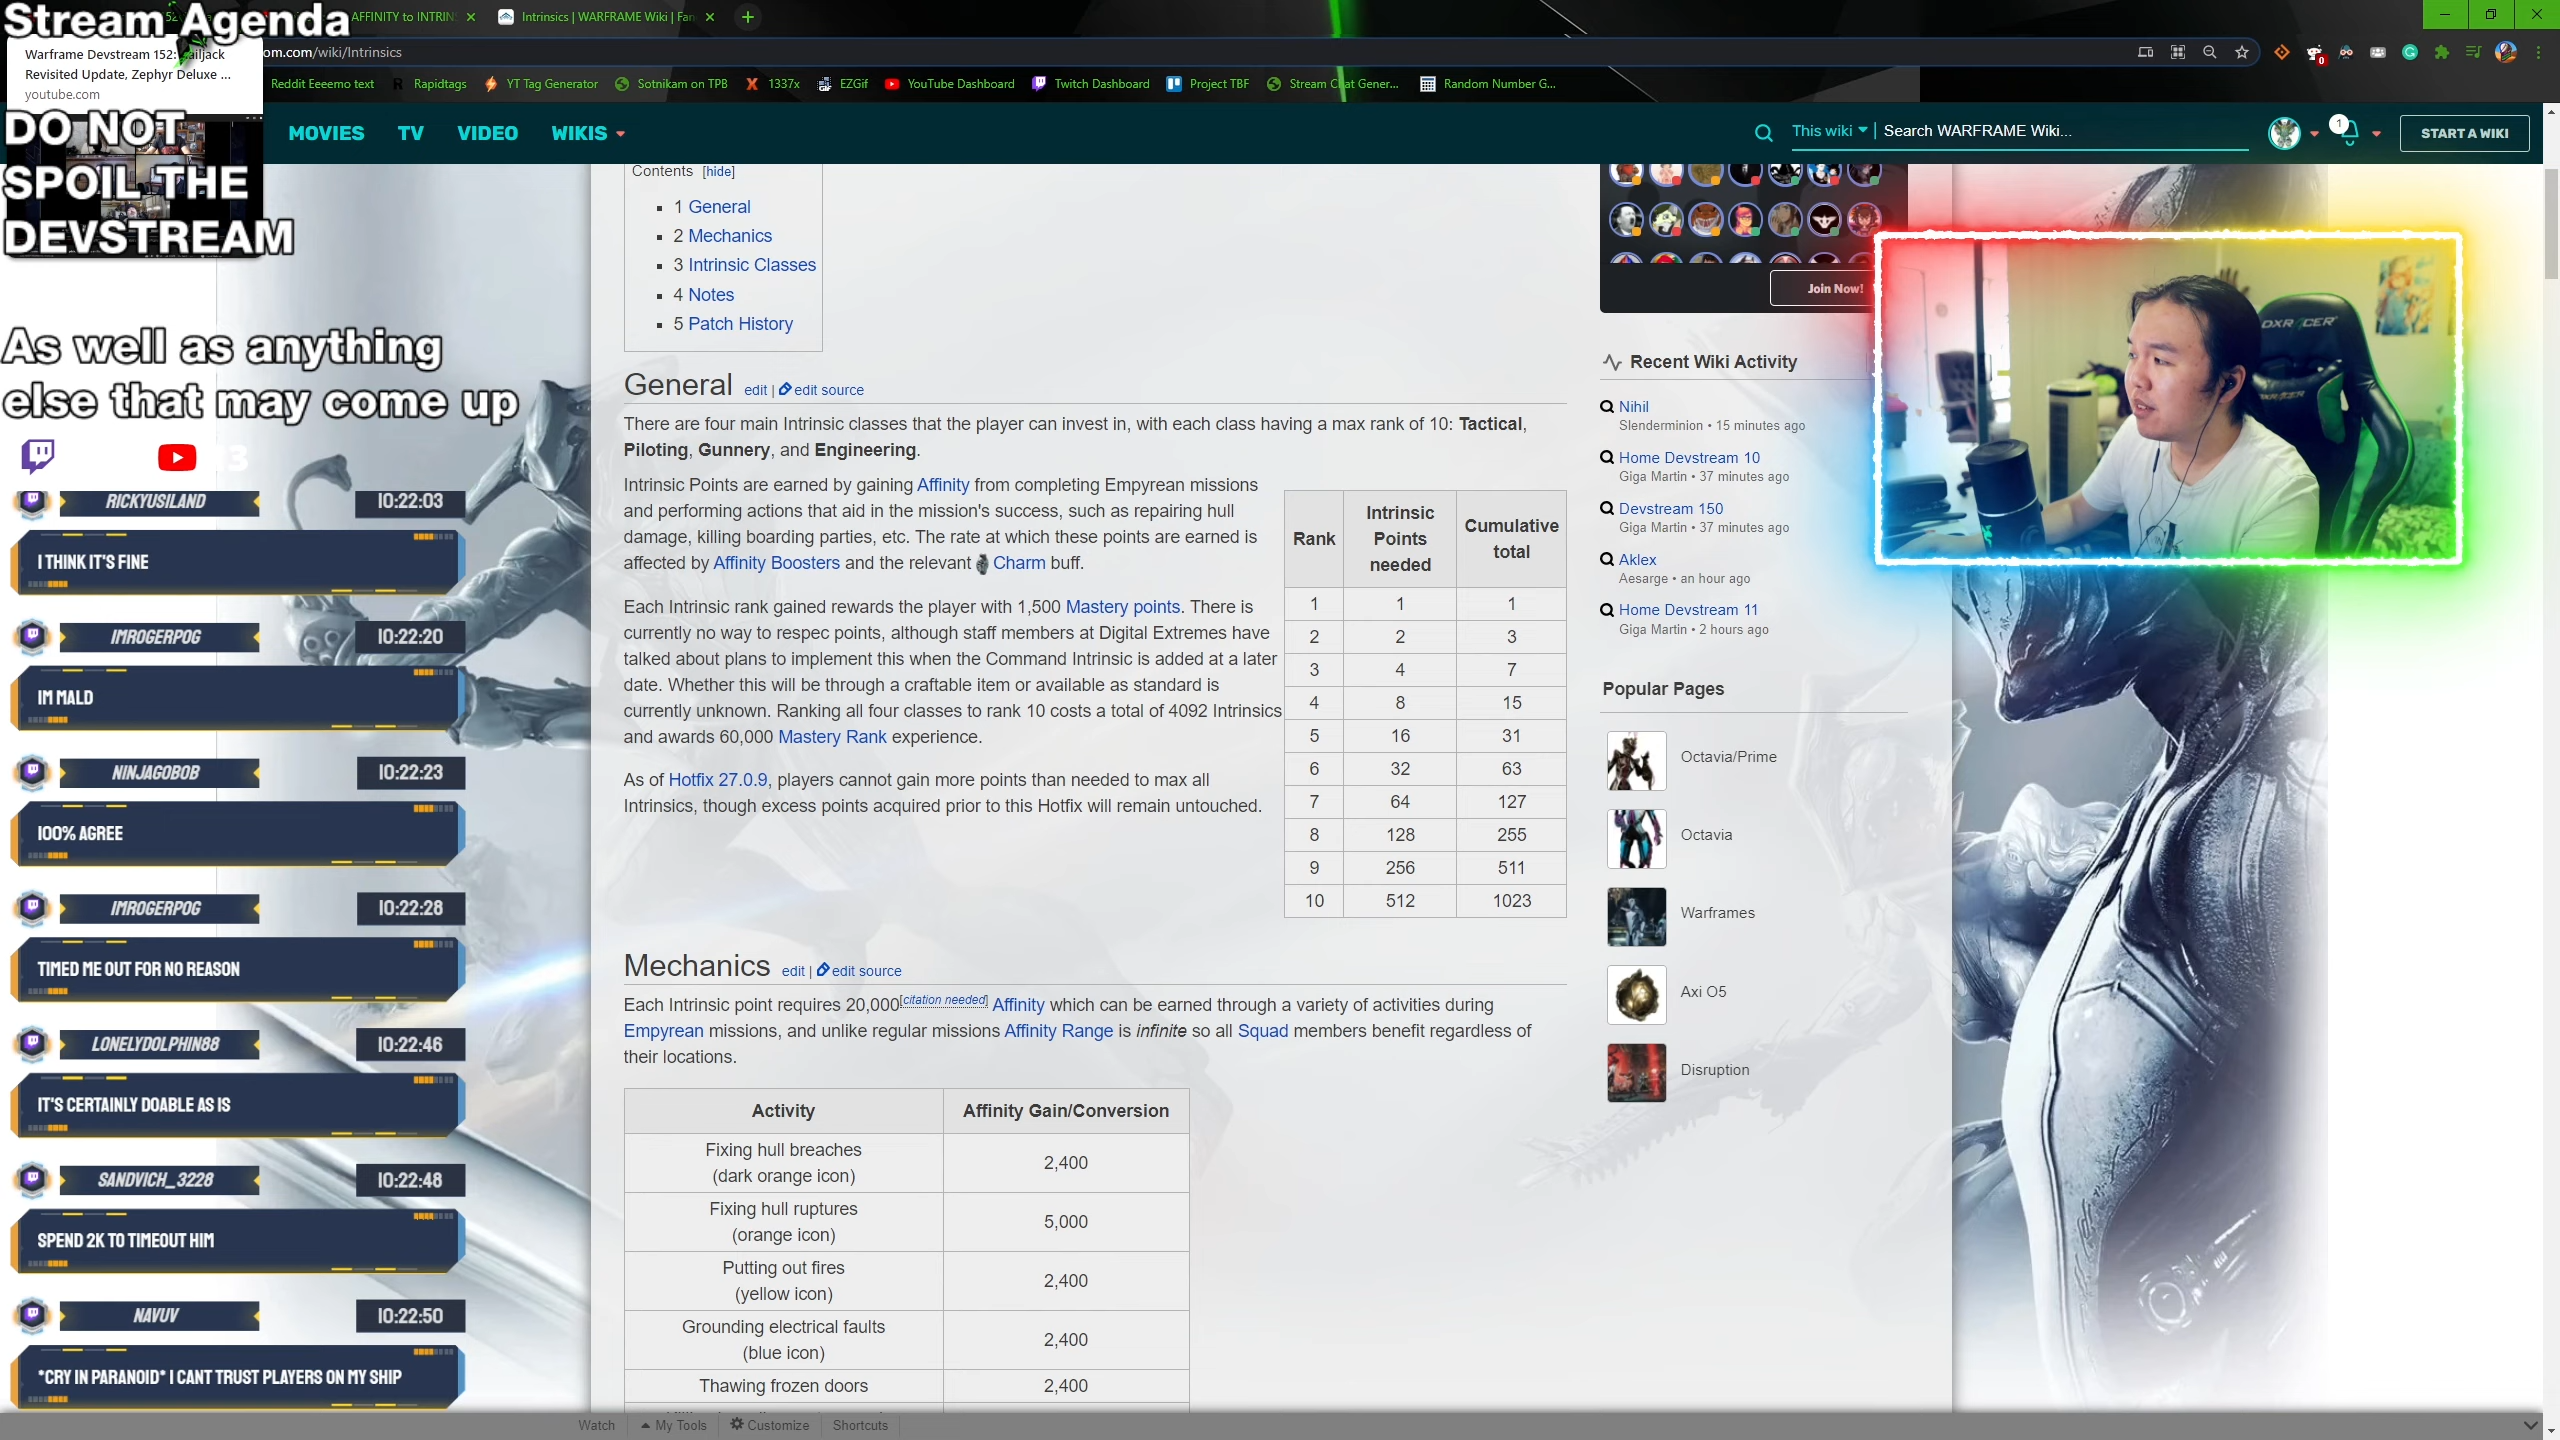 Stream Agenda
AFFINITY to INTRIN
Intrinsics | WARFRAME Wiki | Fan
Warframe Devstream 152:
Revisited Update, Zephyr Deluxe ...
youtube.com
om.com/wiki/Intrinsics
Reddit Eeeemo text
Rapidtags
YT Tag Generator
Sotnikam on TPB
1337x
EZGif
YouTube Dashboard
Twitch Dashboard
Project TBF
Stream Chat Gener...
Random Number G...
DO NOT
SPOIL THE
DEVSTREAM
As well as anything
else that may come up
MOVIES
TV
VIDEO
WIKIS
This wiki
Search WARFRAME Wiki...
1
START A WIKI
RICKYUSILAND
10:22:03
I THINK IT'S FINE
IMROGERPOG
10:22:20
IM MALD
NINJAGOBOB
10:22:23
100% AGREE
IMROGERPOG
10:22:28
TIMED ME OUT FOR NO REASON
LONELYDOLPHIN88
10:22:46
IT'S CERTAINLY DOABLE AS IS
SANDVICH_3228
10:22:48
SPEND 2K TO TIMEOUT HIM
NAVUV
10:22:50
*CRY IN PARANOID* I CANT TRUST PLAYERS ON MY SHIP
Contents [hide]
1 General
2 Mechanics
3 Intrinsic Classes
4 Notes
5 Patch History
General edit | edit source
There are four main Intrinsic classes that the player can invest in, with each class having a max rank of 10: Tactical,
Piloting, Gunnery, and Engineering.
Intrinsic Points are earned by gaining Affinity from completing Empyrean missions
and performing actions that aid in the mission's success, such as repairing hull
damage, killing boarding parties, etc. The rate at which these points are earned is
affected by Affinity Boosters and the relevant Charm buff.
Each Intrinsic rank gained rewards the player with 1,500 Mastery points. There is
currently no way to respec points, although staff members at Digital Extremes have
talked about plans to implement this when the Command Intrinsic is added at a later
date. Whether this will be through a craftable item or available as standard is
currently unknown. Ranking all four classes to rank 10 costs a total of 4092 Intrinsics
and awards 60,000 Mastery Rank experience.
As of Hotfix 27.0.9, players cannot gain more points than needed to max all
Intrinsics, though excess points acquired prior to this Hotfix will remain untouched.
Rank Intrinsic Points needed Cumulative total
1 1 1
2 2 3
3 4 7
4 8 15
5 16 31
6 32 63
7 64 127
8 128 255
9 256 511
10 512 1023
Mechanics edit | edit source
Each Intrinsic point requires 20,000[citation needed] Affinity which can be earned through a variety of activities during
Empyrean missions, and unlike regular missions Affinity Range is infinite so all Squad members benefit regardless of
their locations.
Activity Affinity Gain/Conversion
Fixing hull breaches
(dark orange icon)
2,400
Fixing hull ruptures
(orange icon)
5,000
Putting out fires
(yellow icon)
2,400
Grounding electrical faults
(blue icon)
2,400
Thawing frozen doors
2,400
Join Now!
Recent Wiki Activity
Nihil
Slenderminion • 15 minutes ago
Home Devstream 10
Giga Martin • 37 minutes ago
Devstream 150
Giga Martin • 37 minutes ago
Aklex
Aesarge • an hour ago
Home Devstream 11
Giga Martin • 2 hours ago
Popular Pages
Octavia/Prime
Octavia
Warframes
Axi O5
Disruption
DXRACER
Watch
My Tools
Customize
Shortcuts